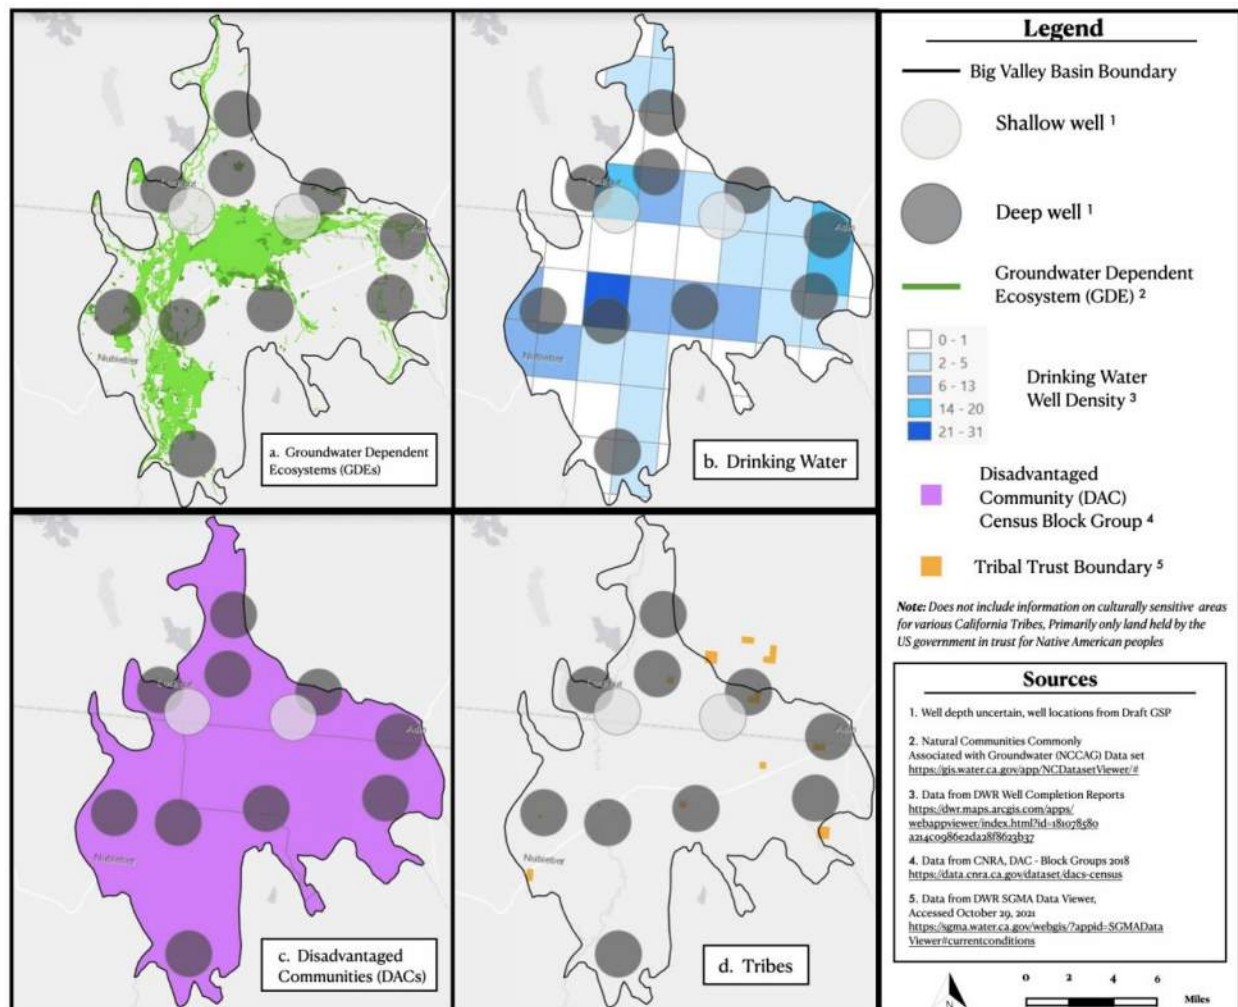 Legend
Big Valley Basin Boundary
Shallow well 1
Deep well 1
Groundwater Dependent
Ecosystem (GDE) 2
0 - 1
2 - 5
6 - 13
14 - 20
21 - 31
Drinking Water
Well Density 3
Disadvantaged
Community (DAC)
Census Block Group 4
Tribal Trust Boundary 5
Note: Does not include information on culturally sensitive areas
for various California Tribes, Primarily only land held by the
US government in trust for Native American peoples
Sources
1. Well depth uncertain, well locations from Draft GSP
2. Natural Communities Commonly
Associated with Groundwater (NCCAG) Data set
https://gis.water.ca.gov/app/NCDatasetViewer/#
3. Data from DWR Well Completion Reports
https://dwr.maps.arcgis.com/apps/
webappviewer/index.html?id=181078580
a214c0986e2da28f8623b37
4. Data from CNRA, DAC - Block Groups 2018
https://data.cnra.ca.gov/dataset/dacs-census
5. Data from DWR SGMA Data Viewer,
Accessed October 29, 2021
https://sgma.water.ca.gov/webgis/?appid=SGMAData
Viewer#currentconditions
0 2 4 6
Miles
N
Nubieber
a. Groundwater Dependent
Ecosystems (GDEs)
Nubieber
b. Drinking Water
Nubieber
c. Disadvantaged
Communities (DACs)
Nubieber
d. Tribes